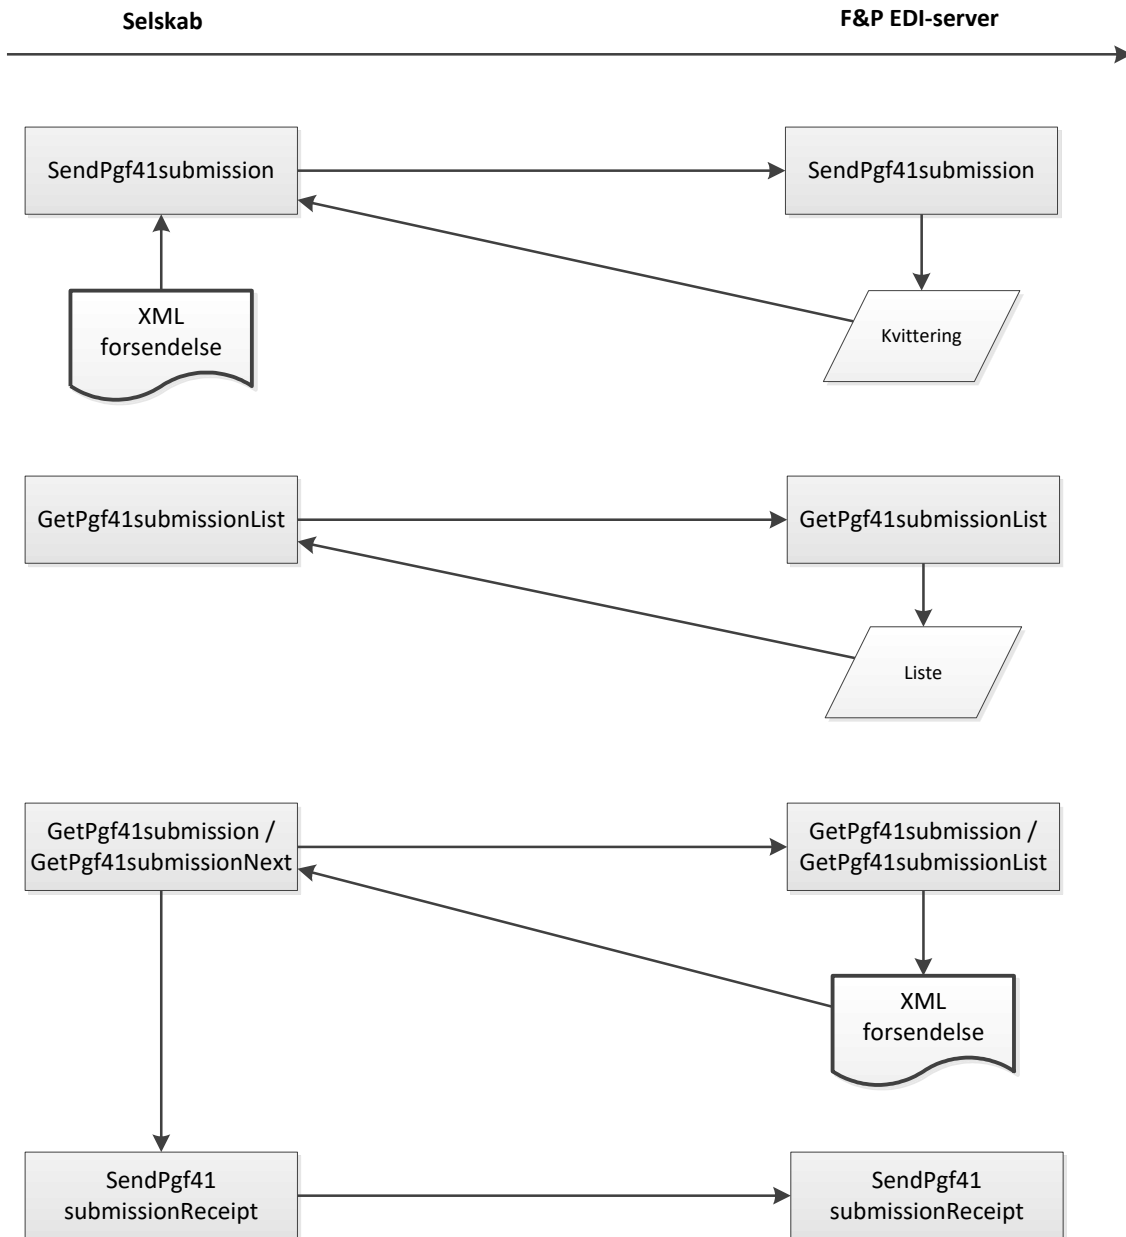 Selskab
F&P EDI-server
SendPgf41submission
SendPgf41submission
XML
forsendelse
Kvittering
GetPgf41submissionList
GetPgf41submissionList
Liste
GetPgf41submission /
GetPgf41submissionNext
GetPgf41submission /
GetPgf41submissionList
XML
forsendelse
SendPgf41
submissionReceipt
SendPgf41
submissionReceipt